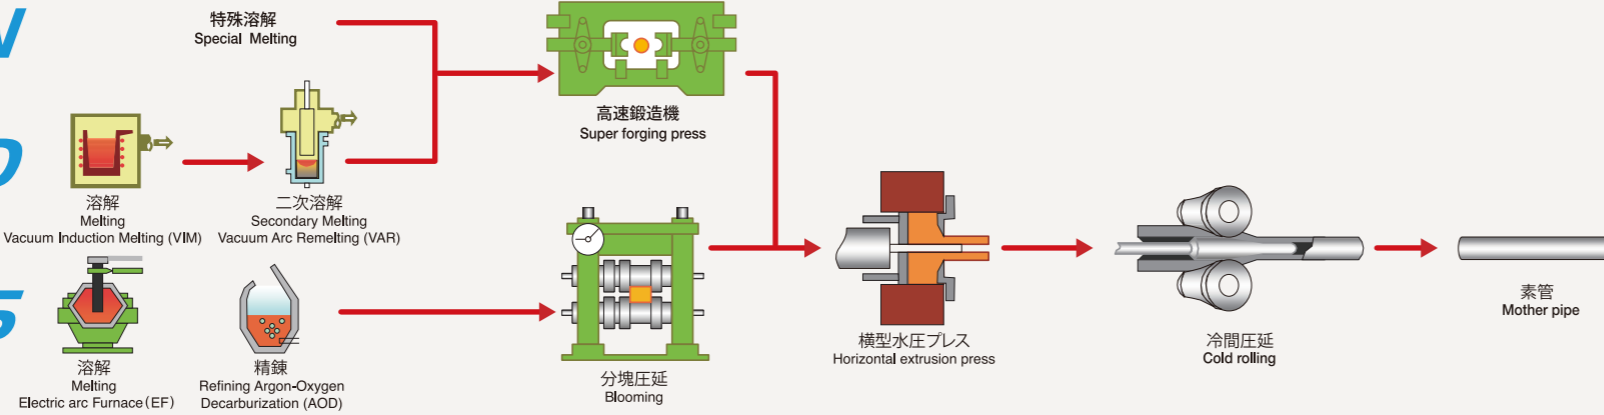 特殊溶解
Special Melting
高速鍛造機
Super forging press
溶解
Melting
Vacuum Induction Melting (VIM)
二次溶解
Secondary Melting
Vacuum Arc Remelting (VAR)
溶解
Melting
Electric arc Furnace (EF)
精錬
Refining Argon-Oxygen
Decarburization (AOD)
分塊圧延
Blooming
横型水圧プレス
Horizontal extrusion press
冷間圧延
Cold rolling
素管
Mother pipe